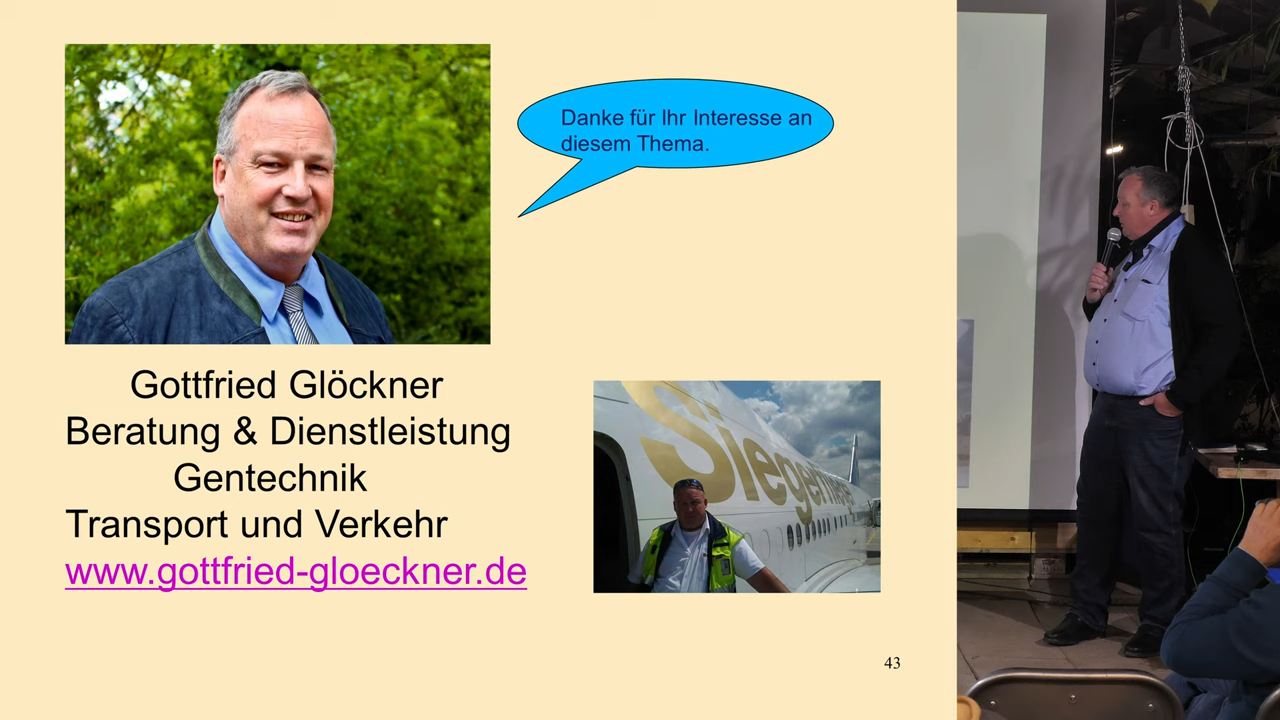 Danke für Ihr Interesse an
diesem Thema.
Gottfried Glöckner
Beratung & Dienstleistung
Gentechnik
Transport und Verkehr
www.gottfried-gloeckner.de
Siegerflieger
43